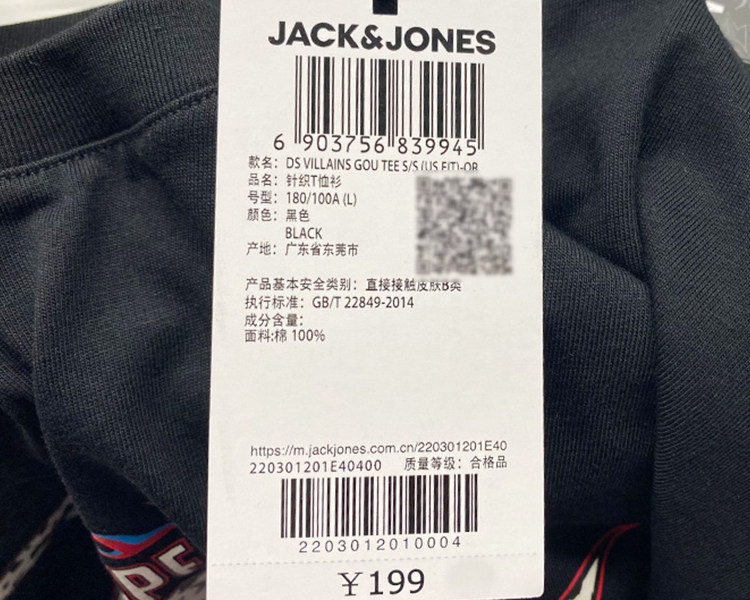 JACK&JONES
6 903756 839945
款名: DS VILLAINS GOU TEE S/S (US FIT)-OR
品名: 针织T恤衫
号型: 180/100A (L)
颜色: 黑色
BLACK
产地: 广东省东莞市
产品基本安全类别: 直接接触皮肤B类
执行标准: GB/T 22849-2014
成分含量:
面料:棉 100%
https://m.jackjones.com.cn/220301201E40
220301201E40400 质量等级: 合格品
2203012010004
¥199
PC